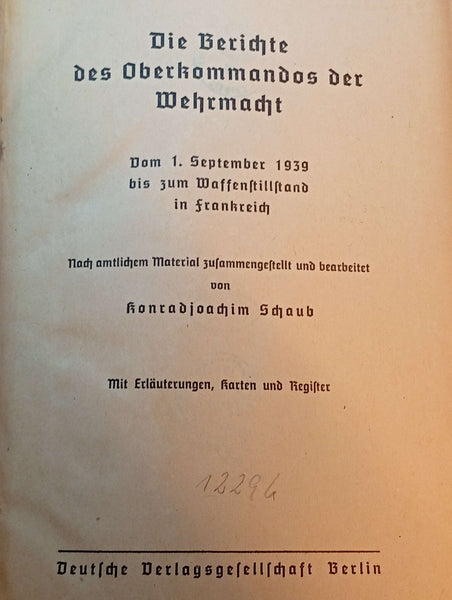 Die Berichte
des Oberkommandos der
Wehrmacht
Vom 1. September 1939
bis zum Waffenſtillſtand
in Frankreich
Nach amtlichem Material zuſammengeſtellt und bearbeitet
von
Konradjoachim Schaub
Mit Erläuterungen, Karten und Regiſter
Deutſche Verlagsgeſellſchaft Berlin